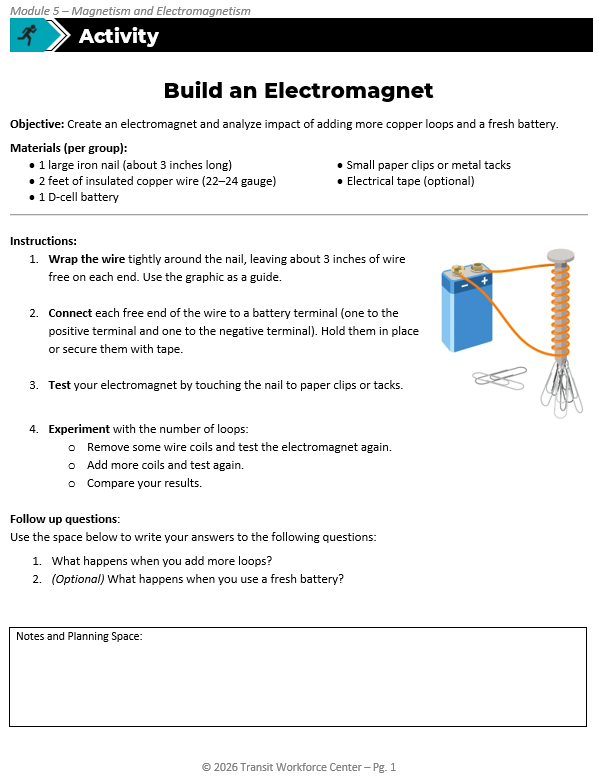 Module 5 – Magnetism and Electromagnetism
Activity
Build an Electromagnet
Objective: Create an electromagnet and analyze impact of adding more copper loops and a fresh battery.
Materials (per group):
• 1 large iron nail (about 3 inches long)
• 2 feet of insulated copper wire (22–24 gauge)
• 1 D-cell battery
• Small paper clips or metal tacks
• Electrical tape (optional)
Instructions:
1. Wrap the wire tightly around the nail, leaving about 3 inches of wire
free on each end. Use the graphic as a guide.
2. Connect each free end of the wire to a battery terminal (one to the
positive terminal and one to the negative terminal). Hold them in place
or secure them with tape.
3. Test your electromagnet by touching the nail to paper clips or tacks.
4. Experiment with the number of loops:
o Remove some wire coils and test the electromagnet again.
o Add more coils and test again.
o Compare your results.
− +
Follow up questions:
Use the space below to write your answers to the following questions:
1. What happens when you add more loops?
2. (Optional) What happens when you use a fresh battery?
Notes and Planning Space:
© 2026 Transit Workforce Center – Pg. 1